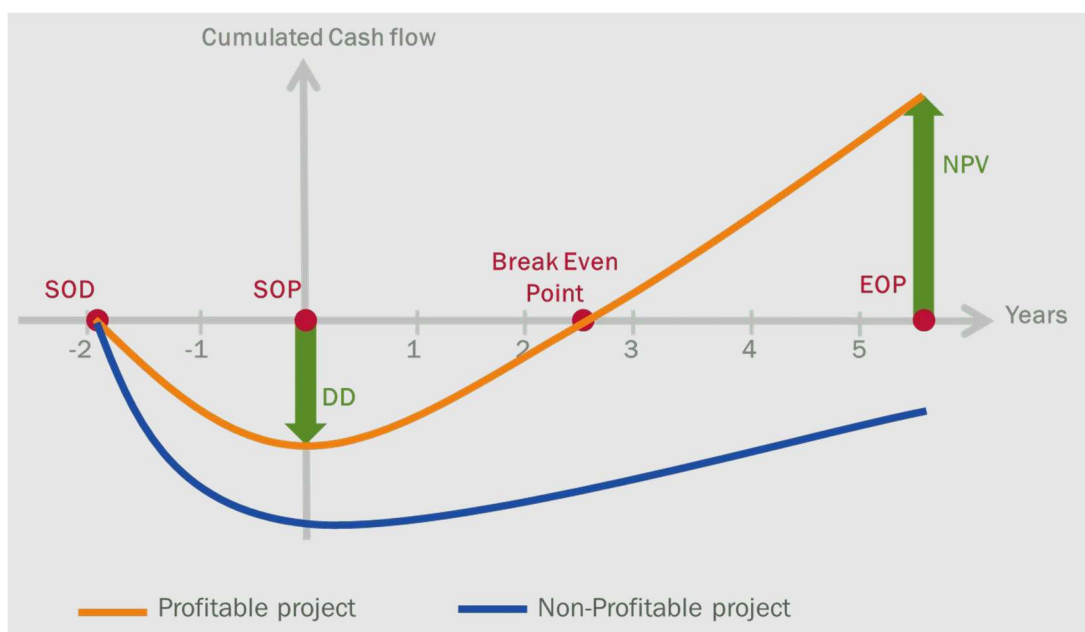 Cumulated Cash flow
NPV
Break Even
Point
SOD
SOP
EOP
Years
-2
-1
1
2
3
4
5
DD
Profitable project
Non-Profitable project